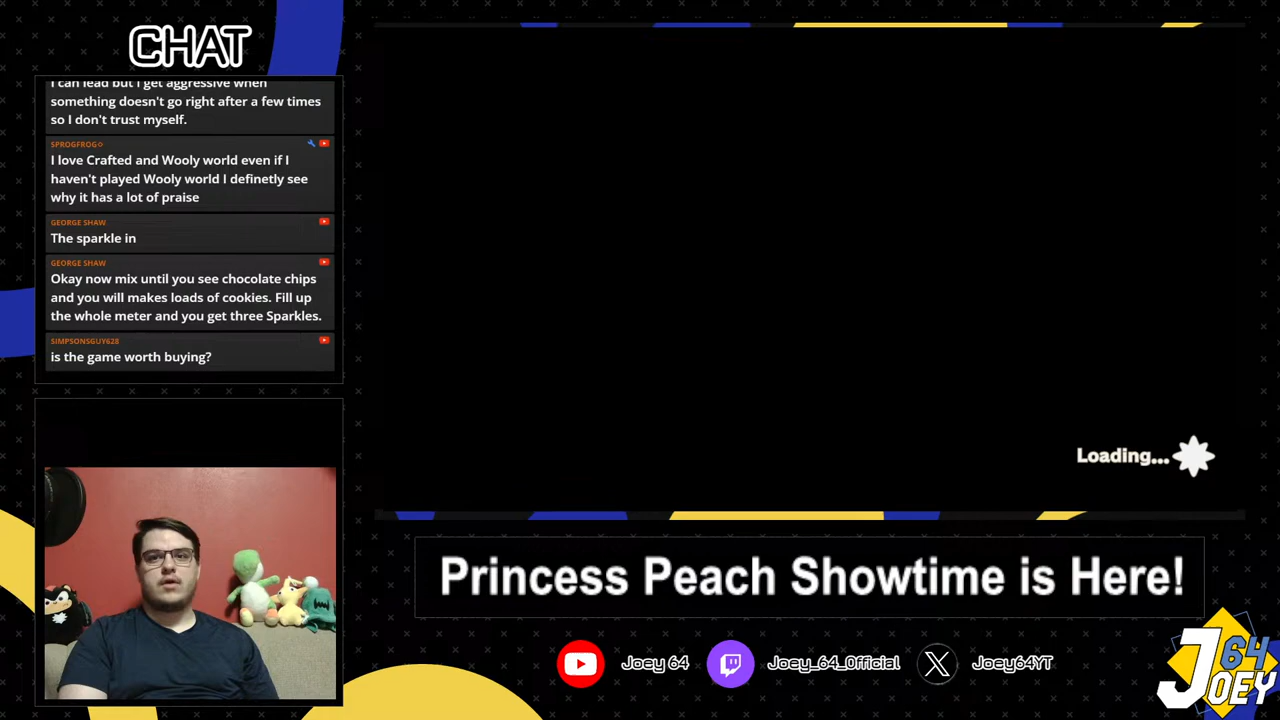 CHAT
I can lead but I get aggressive when
something doesn't go right after a few times
so I don't trust myself.
SPROGFROG
I love Crafted and Wooly world even if I
haven't played Wooly world I definetly see
why it has a lot of praise
GEORGE SHAW
The sparkle in
GEORGE SHAW
Okay now mix until you see chocolate chips
and you will makes loads of cookies. Fill up
the whole meter and you get three Sparkles.
SIMPSONSGUY628
is the game worth buying?
Loading...
Princess Peach Showtime is Here!
Joey 64
Joey_64_Official
Joey64YT
64
JOEY